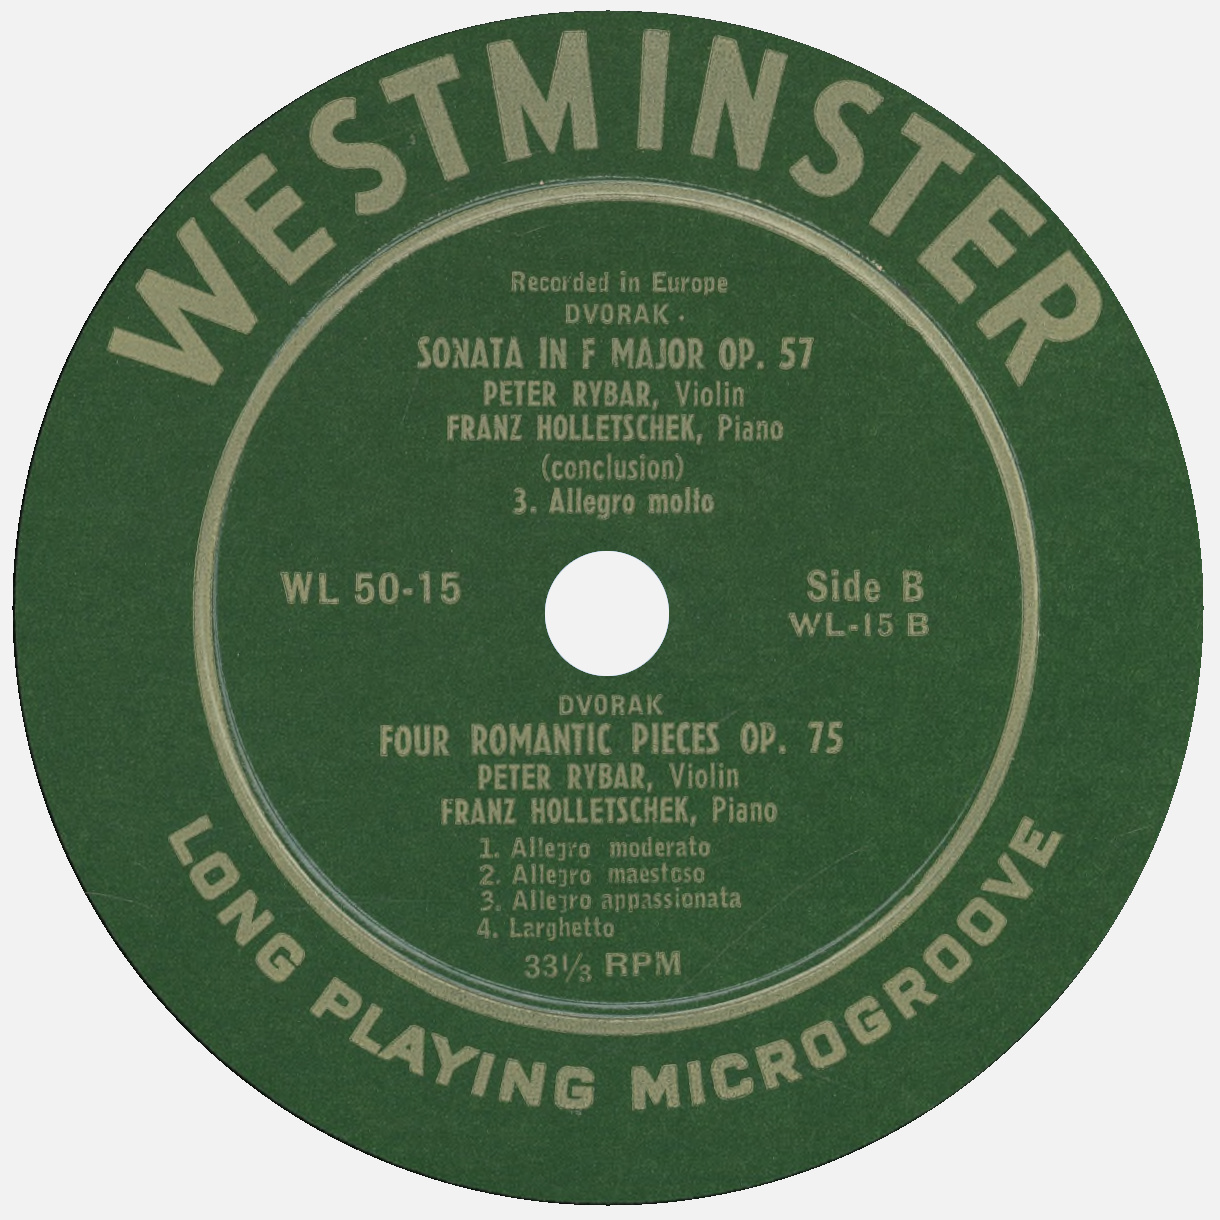 WESTMINSTER
Recorded in Europe
DVORAK
SONATA IN F MAJOR OP. 57
PETER RYBAR, Violin
FRANZ HOLLETSCHEK, Piano
(conclusion)
3. Allegro molto
WL 50-15
Side B
WL-15 B
DVORAK
FOUR ROMANTIC PIECES OP. 75
PETER RYBAR, Violin
FRANZ HOLLETSCHEK, Piano
1. Allegro moderato
2. Allegro maestoso
3. Allegro appassionata
4. Larghetto
33⅓ RPM
LONG PLAYING MICROGROOVE